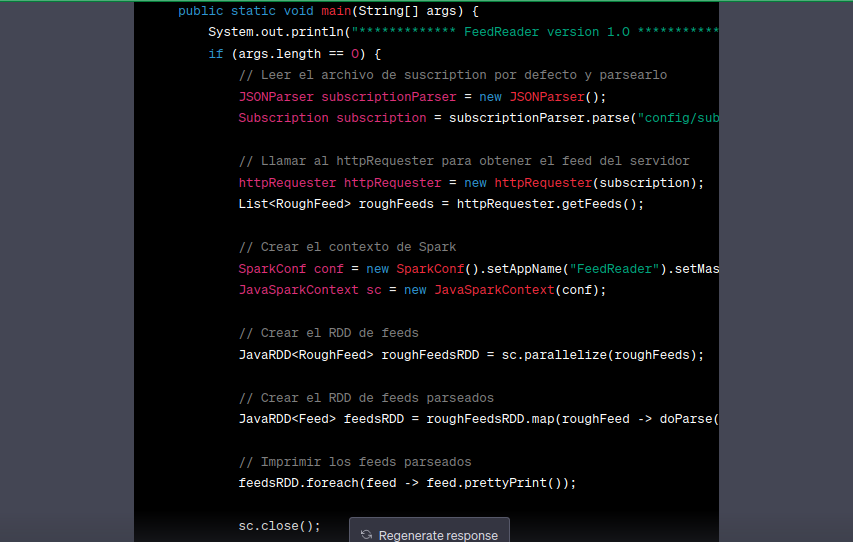 public static void main(String[] args) {
System.out.println("************* FeedReader version 1.0 ***********
if (args.length == 0) {
// Leer el archivo de suscription por defecto y parsearlo
JSONParser subscriptionParser = new JSONParser();
Subscription subscription = subscriptionParser.parse("config/sub
// Llamar al httpRequester para obtener el feed del servidor
httpRequester httpRequester = new httpRequester(subscription);
List<RoughFeed> roughFeeds = httpRequester.getFeeds();
// Crear el contexto de Spark
SparkConf conf = new SparkConf().setAppName("FeedReader").setMas
JavaSparkContext sc = new JavaSparkContext(conf);
// Crear el RDD de feeds
JavaRDD<RoughFeed> roughFeedsRDD = sc.parallelize(roughFeeds);
// Crear el RDD de feeds parseados
JavaRDD<Feed> feedsRDD = roughFeedsRDD.map(roughFeed -> doParse(
// Imprimir los feeds parseados
feedsRDD.foreach(feed -> feed.prettyPrint());
sc.close();
Regenerate response